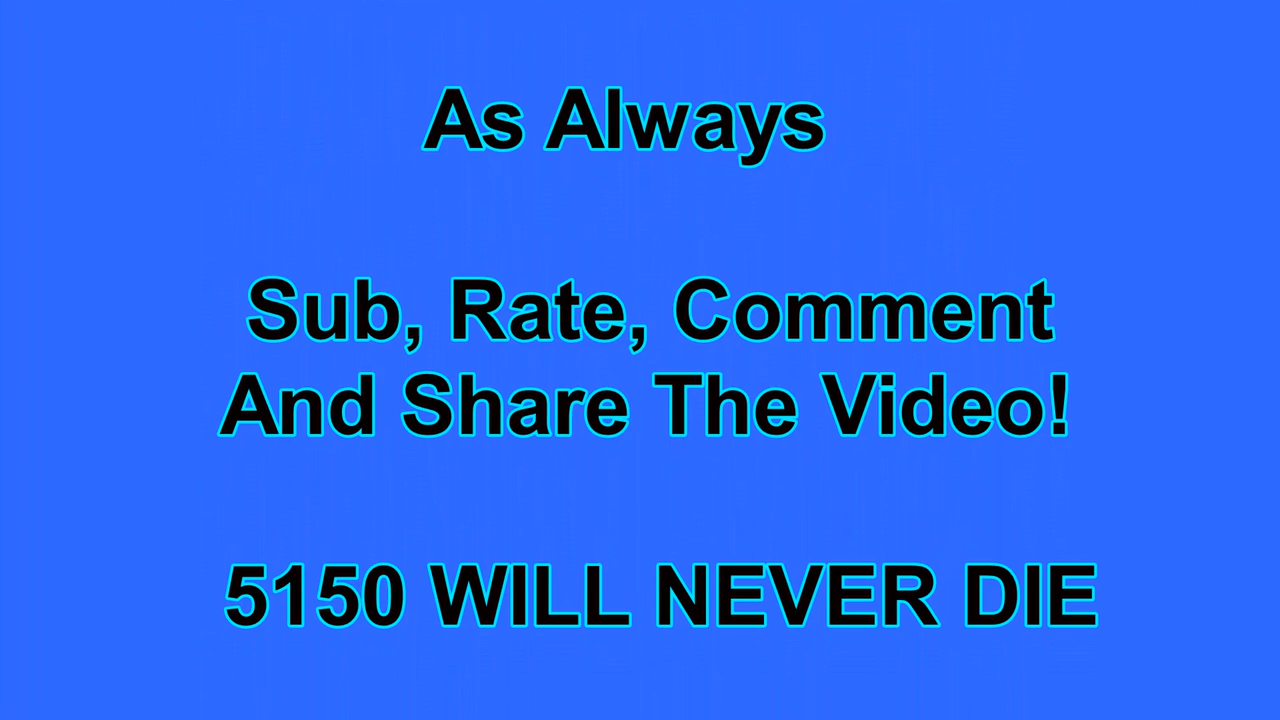 As Always
Sub, Rate, Comment
And Share The Video!
5150 WILL NEVER DIE